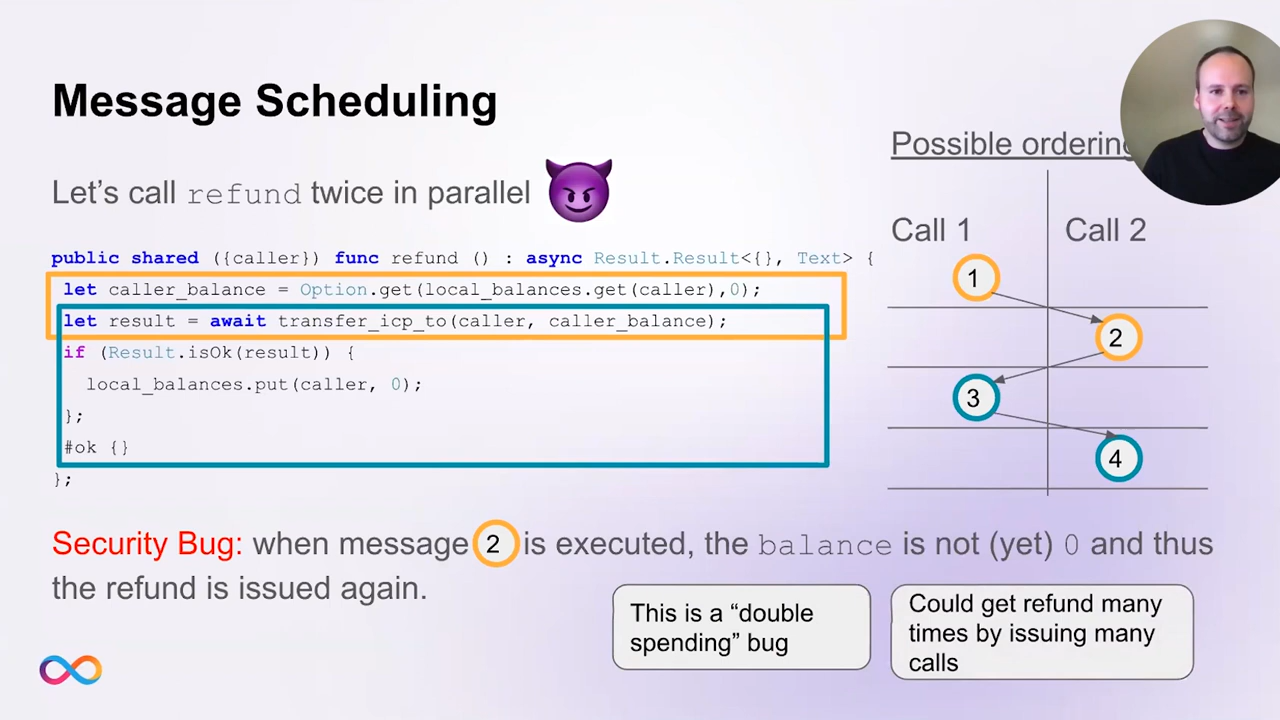 Message Scheduling
Let's call refund twice in parallel
public shared ({caller}) func refund () : async Result.Result<{}, Text> {
let caller_balance = Option.get(local_balances.get(caller),0);
let result = await transfer_icp_to(caller, caller_balance);
if (Result.isOk(result)) {
local_balances.put(caller, 0);
};
#ok {}
};
Possible ordering
Call 1 Call 2
1
2
3
4
Security Bug: when message 2 is executed, the balance is not (yet) 0 and thus
the refund is issued again.
This is a “double
spending” bug
Could get refund many
times by issuing many
calls